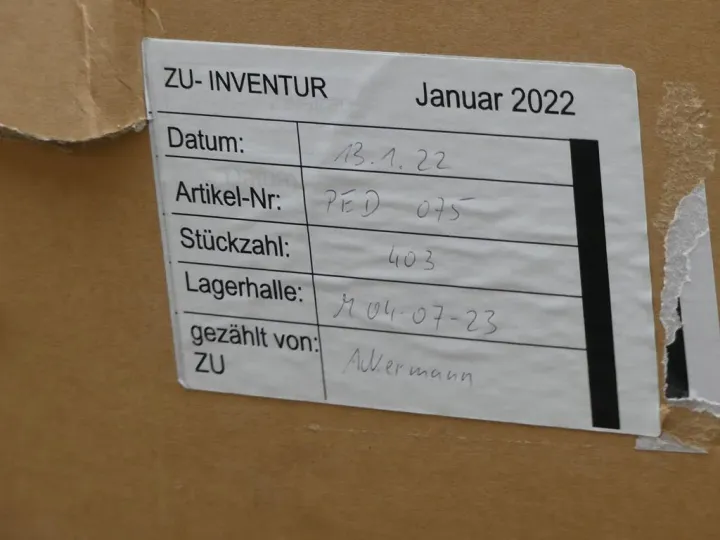 ZU- INVENTUR Januar 2022
Datum: 13.1.22
Artikel-Nr: PED 075
Stückzahl: 403
Lagerhalle: M 04-07-23
gezählt von: Ackermann
ZU